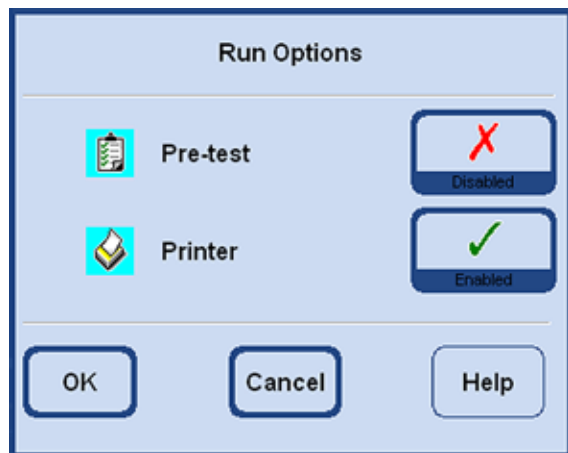 Run Options
Pre-test
Disabled
Printer
Enabled
OK
Cancel
Help